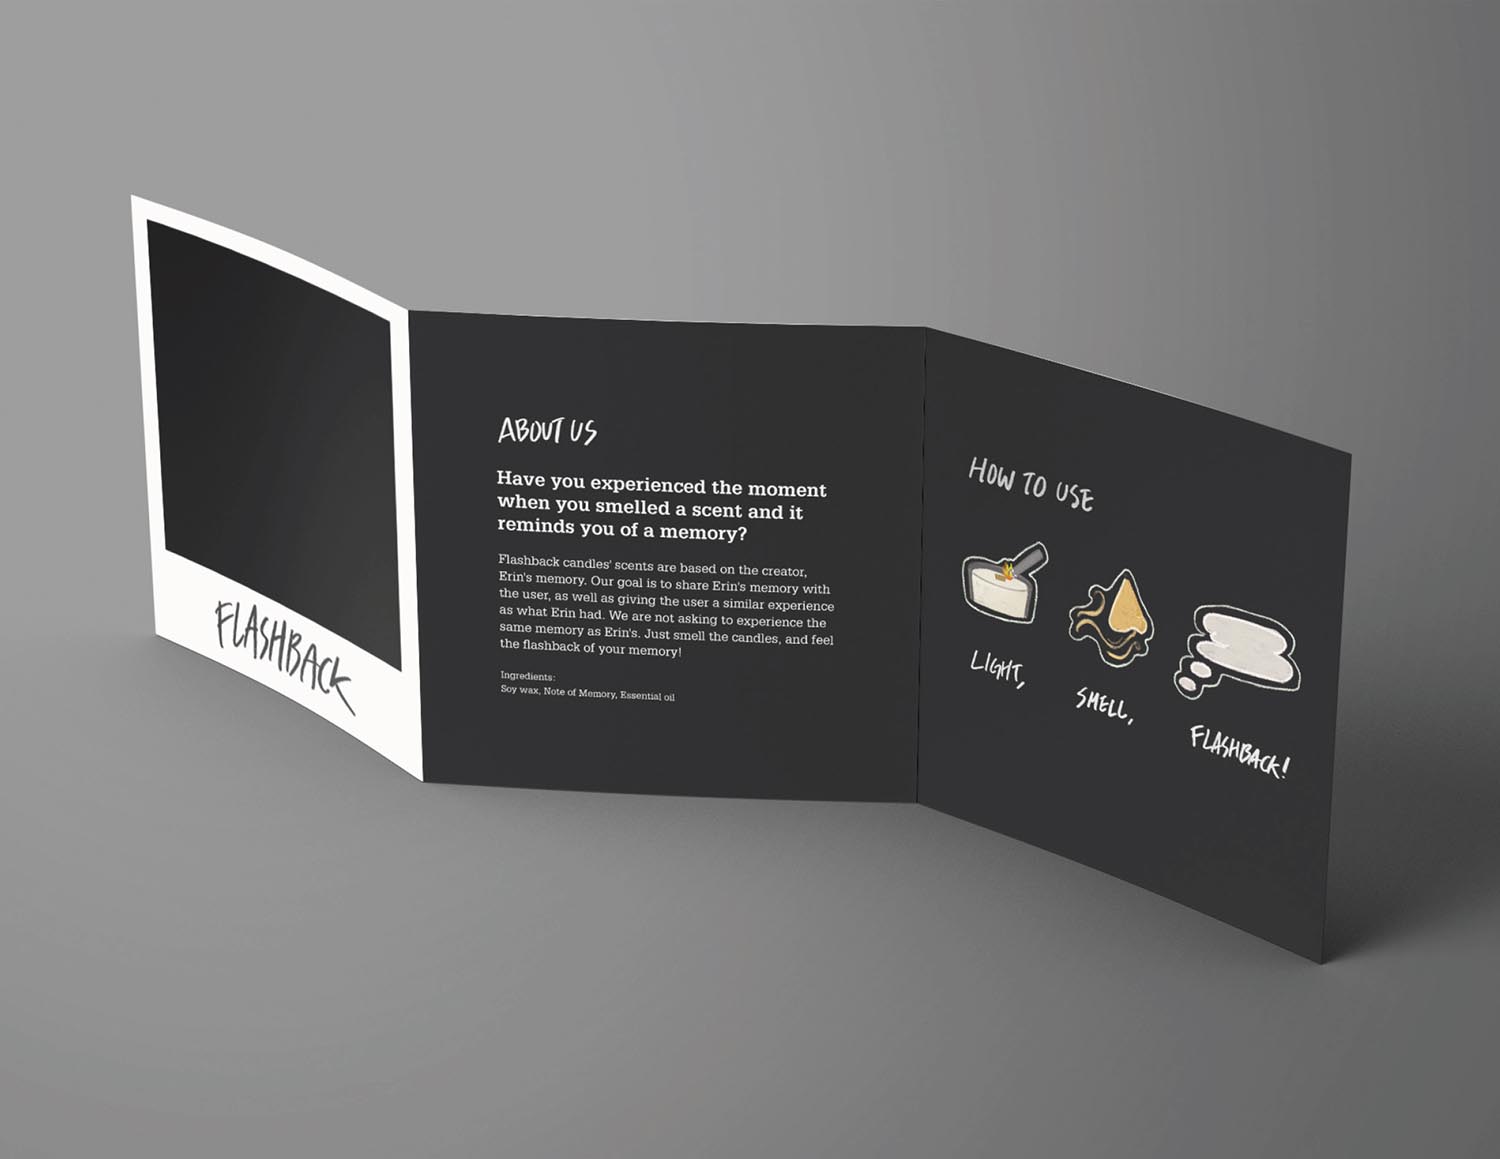 FLASHBACK
ABOUT US
Have you experienced the moment
when you smelled a scent and it
reminds you of a memory?
Flashback candles' scents are based on the creator,
Erin's memory. Our goal is to share Erin's memory with
the user, as well as giving the user a similar experience
as what Erin had. We are not asking to experience the
same memory as Erin's. Just smell the candles, and feel
the flashback of your memory!
Ingredients:
Soy wax, Note of Memory, Essential oil
HOW TO USE
LIGHT,
SMELL,
FLASHBACK!